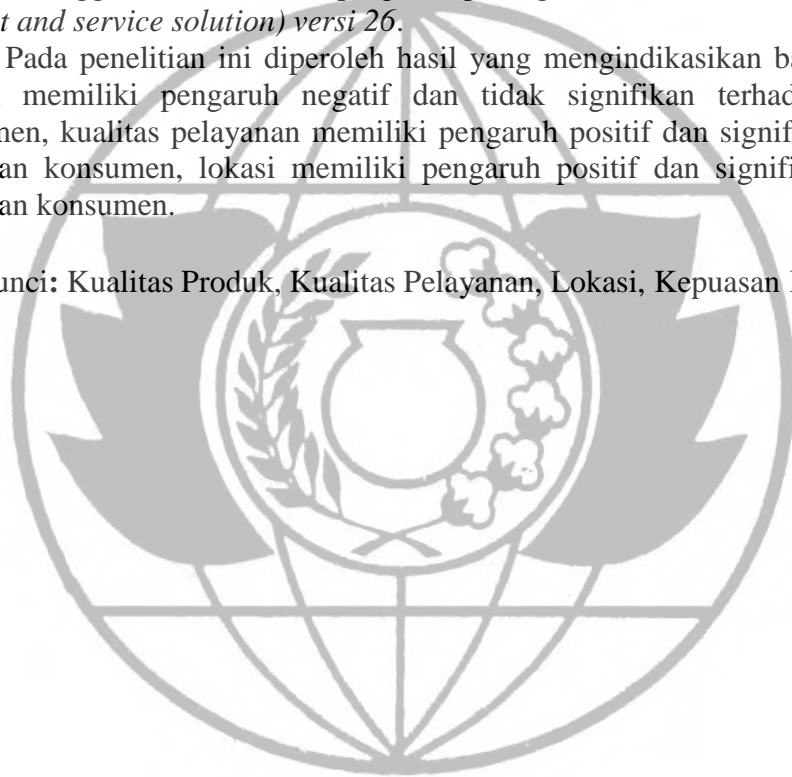 t and service solution) versi 26.
Pada penelitian ini diperoleh hasil yang mengindikasikan ba
memiliki pengaruh negatif dan tidak signifikan terhad
men, kualitas pelayanan memiliki pengaruh positif dan signif
an konsumen, lokasi memiliki pengaruh positif dan signifi
an konsumen.
unci: Kualitas Produk, Kualitas Pelayanan, Lokasi, Kepuasan